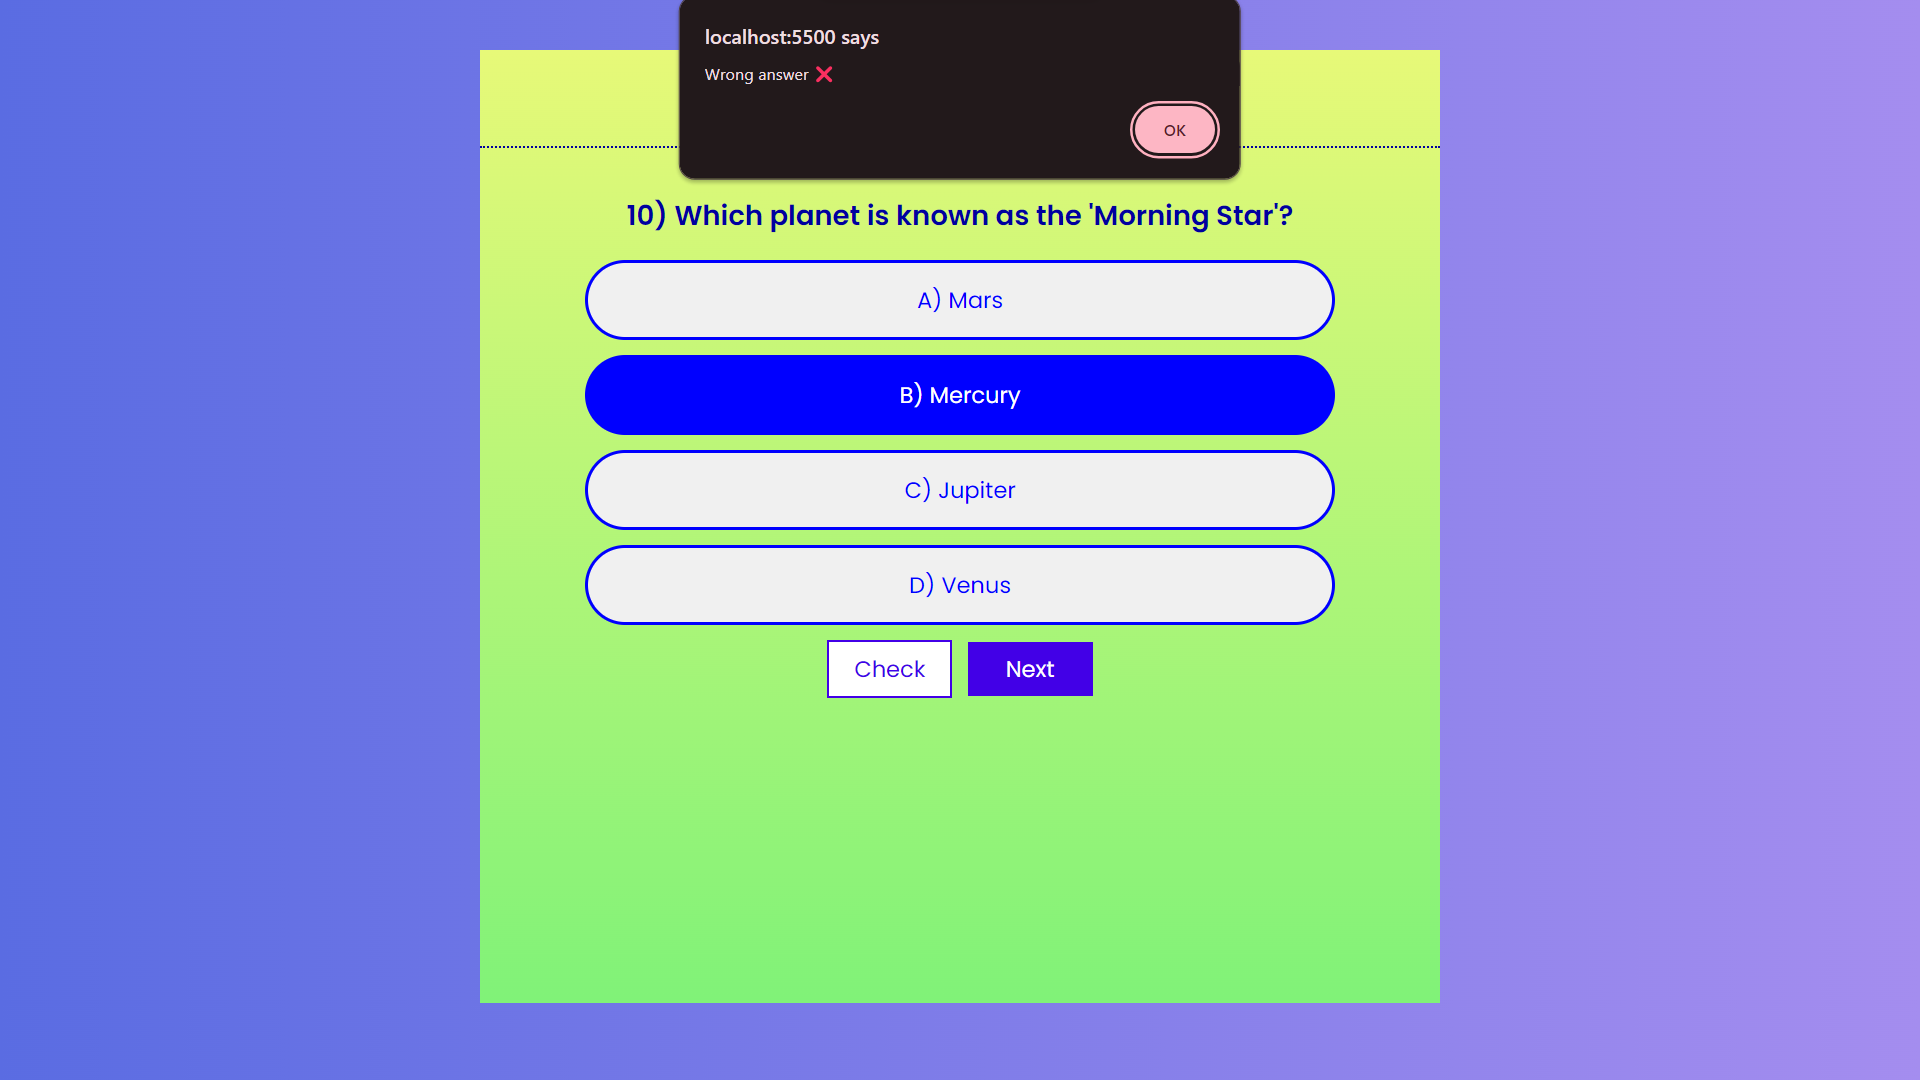 localhost:5500 says
Wrong answer ❌
OK
10) Which planet is known as the 'Morning Star'?
A) Mars
B) Mercury
C) Jupiter
D) Venus
Check Next